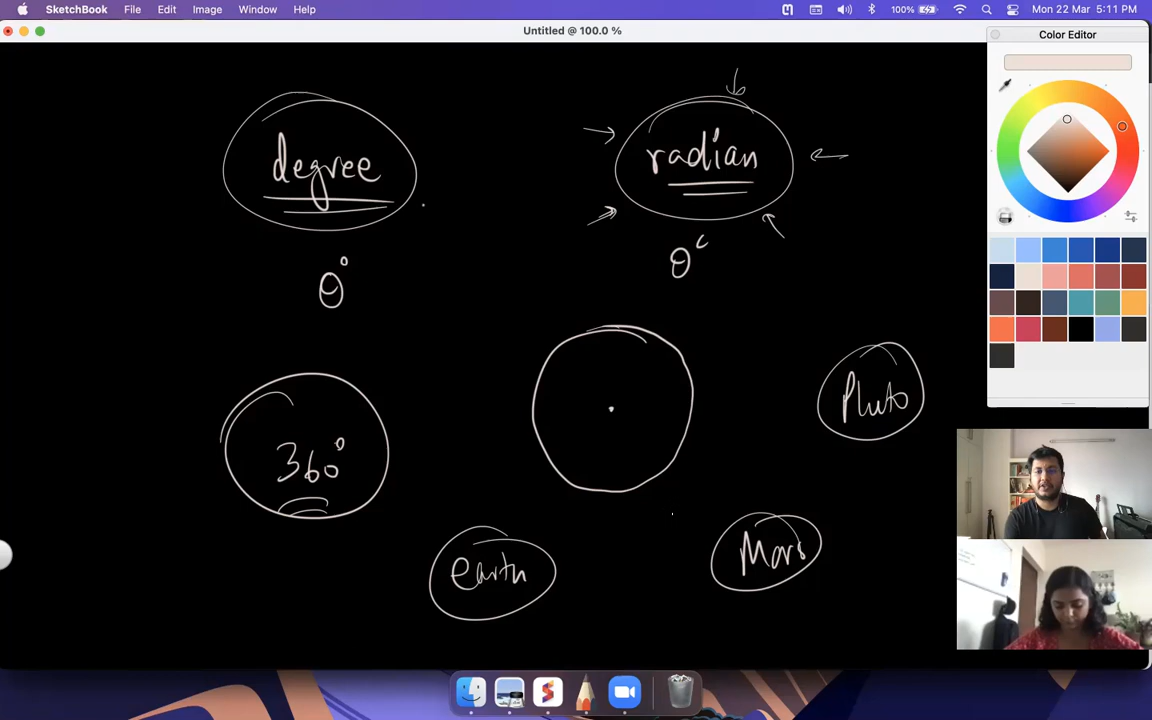 SketchBook File Edit Image Window Help 100% Mon 22 Mar 5:11 PM
Untitled @ 100.0 %
Color Editor
degree
radian
θ°
θᶜ
360°
Pluto
earth
Mars